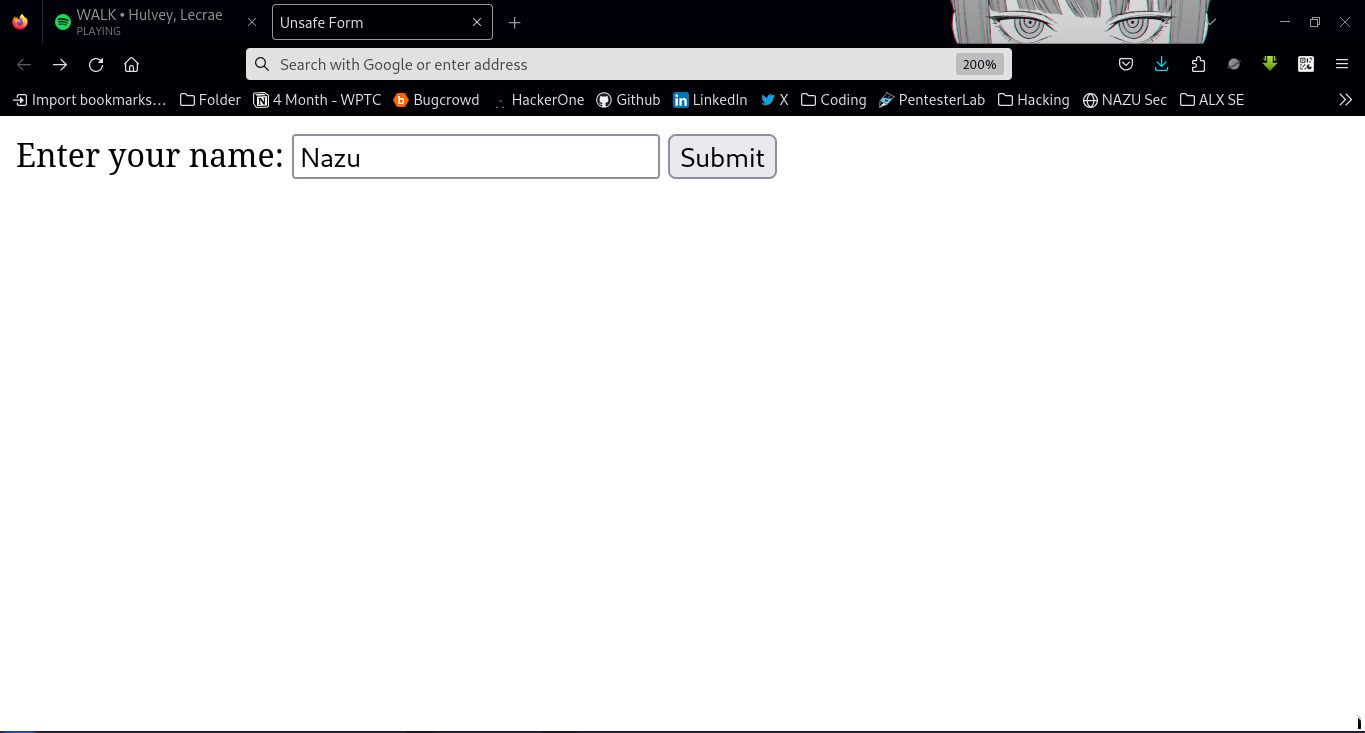 WALK • Hulvey, Lecrae
PLAYING
Unsafe Form
Search with Google or enter address 200%
Import bookmarks… Folder 4 Month - WPTC Bugcrowd HackerOne Github LinkedIn X Coding PentesterLab Hacking NAZU Sec ALX SE
Enter your name: Nazu Submit